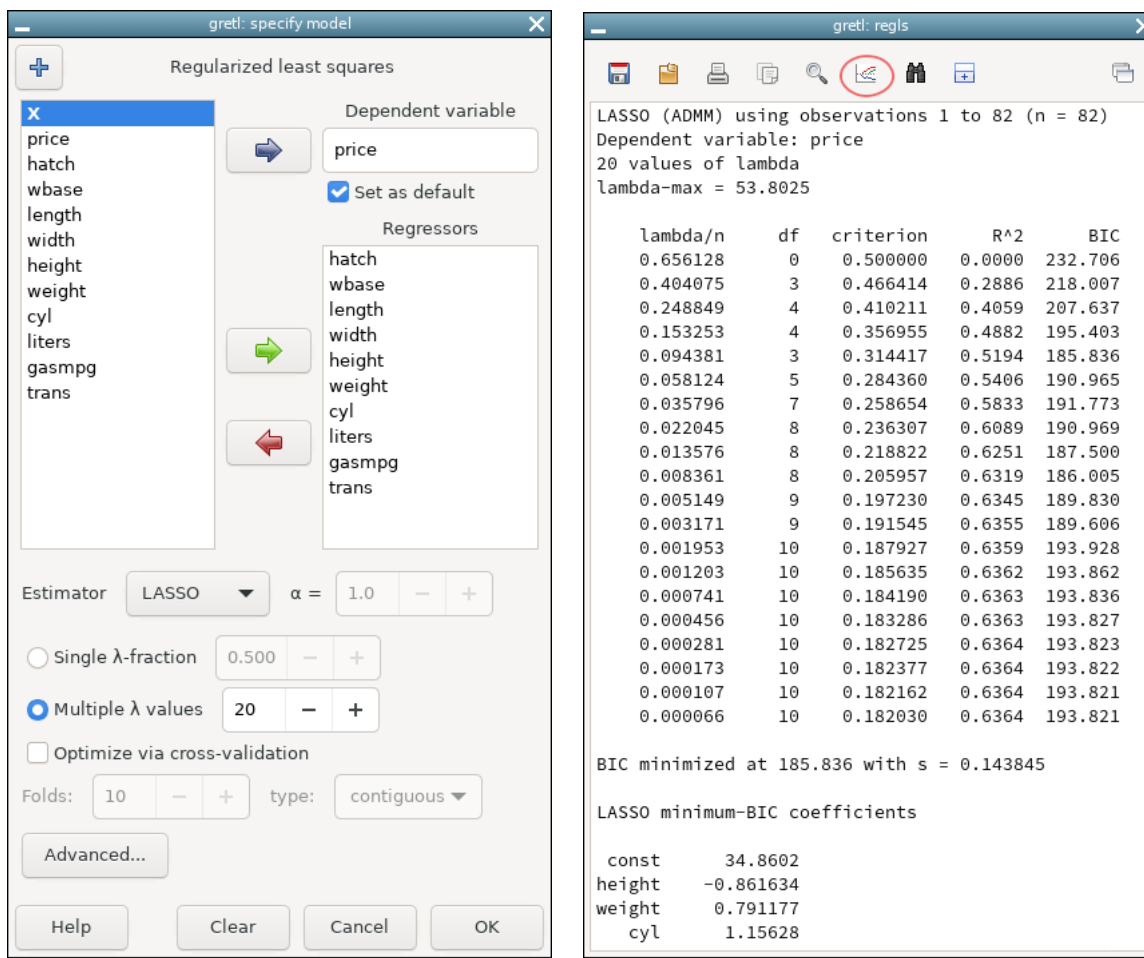 gretl: specify model
Regularized least squares
X
price
hatch
wbase
length
width
height
weight
cyl
liters
gasmpg
trans
Dependent variable
price
Set as default
Regressors
hatch
wbase
length
width
height
weight
cyl
liters
gasmpg
trans
Estimator LASSO α = 1.0
Single λ-fraction 0.500
Multiple λ values 20
Optimize via cross-validation
Folds: 10 type: contiguous
Advanced...
Help Clear Cancel OK
gretl: regls
LASSO (ADMM) using observations 1 to 82 (n = 82)
Dependent variable: price
20 values of lambda
lambda-max = 53.8025
lambda/n df criterion R^2 BIC
0.656128 0 0.500000 0.0000 232.706
0.404075 3 0.466414 0.2886 218.007
0.248849 4 0.410211 0.4059 207.637
0.153253 4 0.356955 0.4882 195.403
0.094381 3 0.314417 0.5194 185.836
0.058124 5 0.284360 0.5406 190.965
0.035796 7 0.258654 0.5833 191.773
0.022045 8 0.236307 0.6089 190.969
0.013576 8 0.218822 0.6251 187.500
0.008361 8 0.205957 0.6319 186.005
0.005149 9 0.197230 0.6345 189.830
0.003171 9 0.191545 0.6355 189.606
0.001953 10 0.187927 0.6359 193.928
0.001203 10 0.185635 0.6362 193.862
0.000741 10 0.184190 0.6363 193.836
0.000456 10 0.183286 0.6363 193.827
0.000281 10 0.182725 0.6364 193.823
0.000173 10 0.182377 0.6364 193.822
0.000107 10 0.182162 0.6364 193.821
0.000066 10 0.182030 0.6364 193.821
BIC minimized at 185.836 with s = 0.143845
LASSO minimum-BIC coefficients
const 34.8602
height -0.861634
weight 0.791177
cyl 1.15628